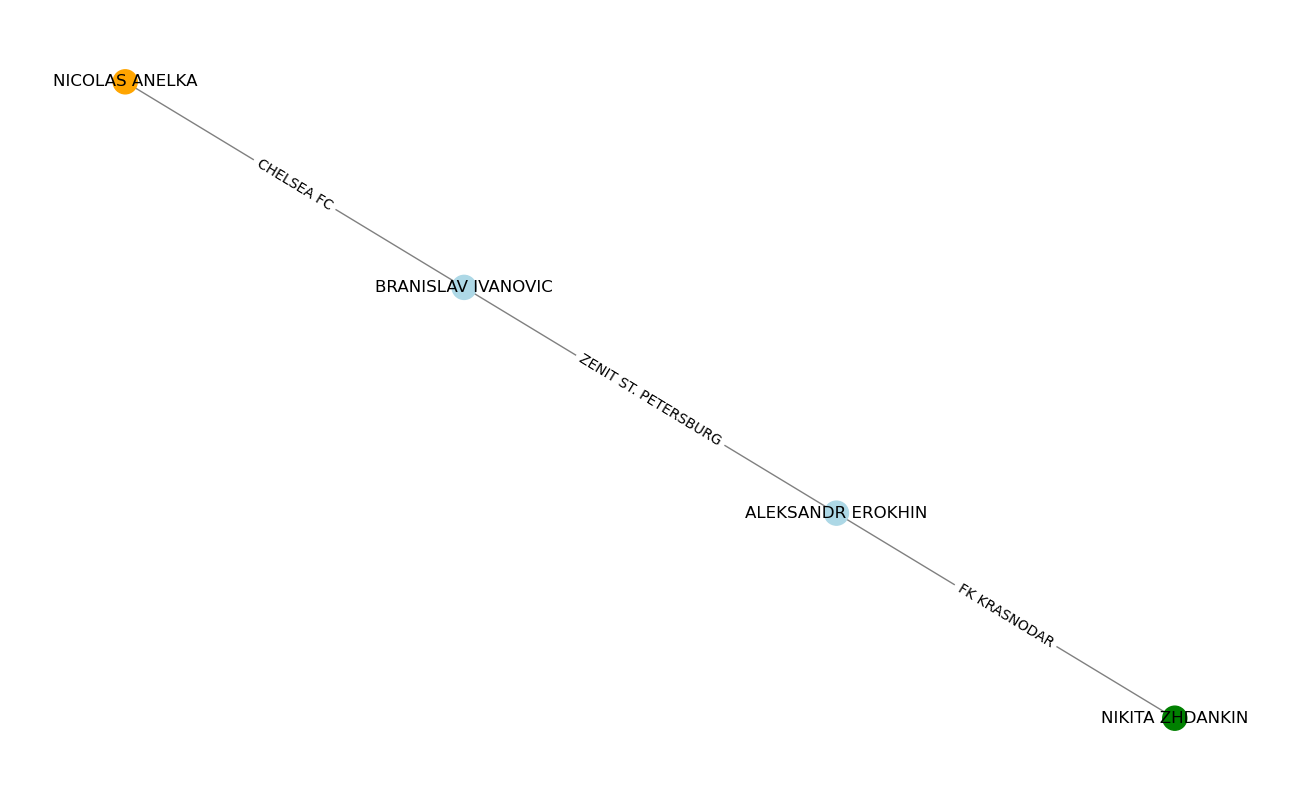 NICOLAS ANELKA
CHELSEA FC
BRANISLAV IVANOVIC
ZENIT ST. PETERSBURG
ALEKSANDR EROKHIN
FK KRASNODAR
NIKITA ZHDANKIN